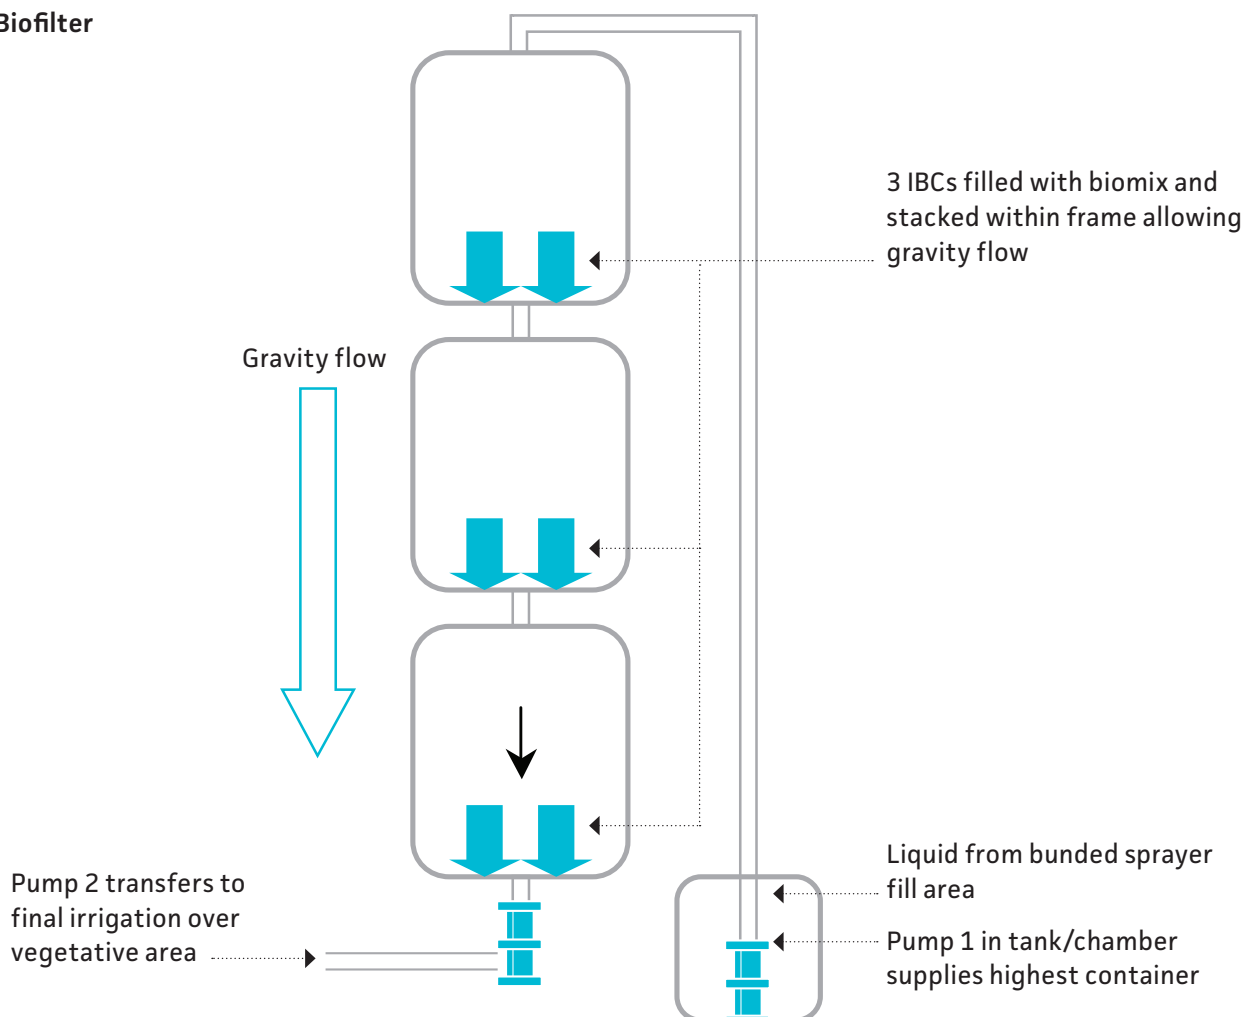 Biofilter
3 IBCs filled with biomix and
stacked within frame allowing
gravity flow
Gravity flow
Liquid from bunded sprayer
fill area
Pump 2 transfers to
final irrigation over
vegetative area
Pump 1 in tank/chamber
supplies highest container